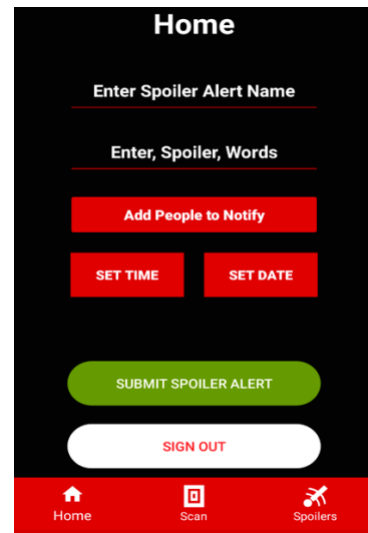 Home
Enter Spoiler Alert Name
Enter, Spoiler, Words
Add People to Notify
SET TIME SET DATE
SUBMIT SPOILER ALERT
SIGN OUT
Home Scan Spoilers